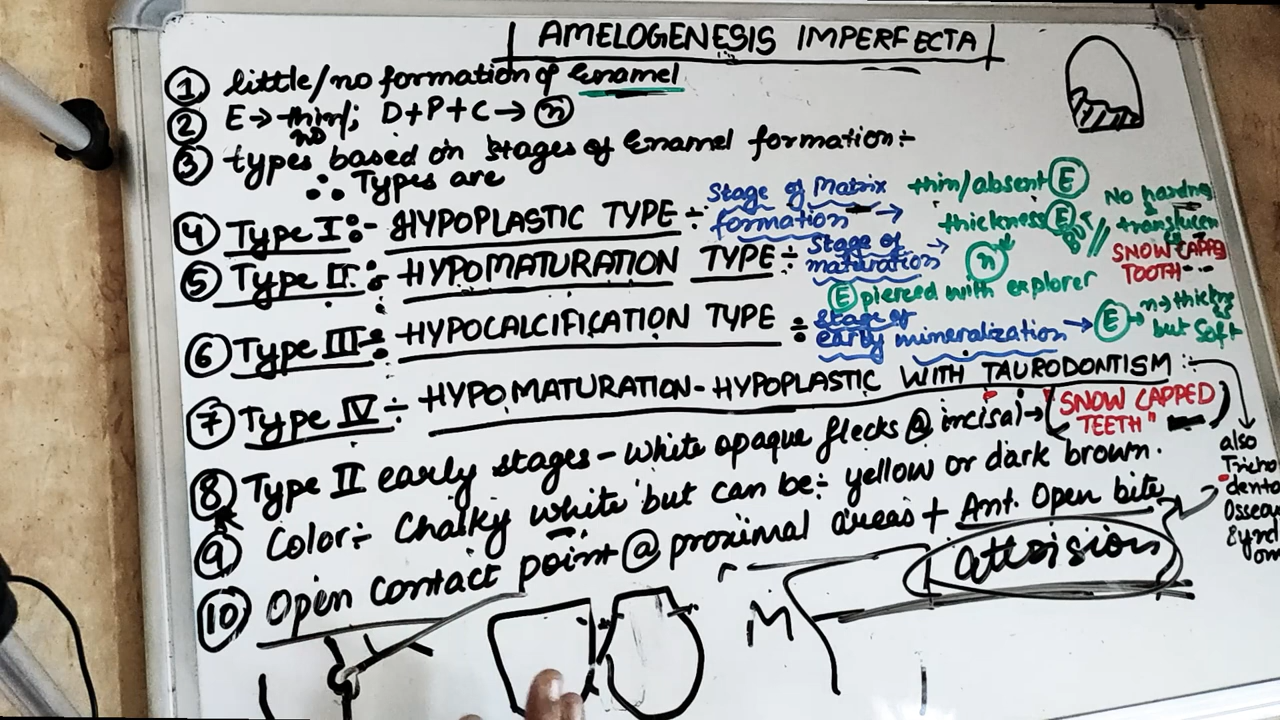 AMELOGENESIS IMPERFECTA
① little/no formation of Enamel
② E → thin/no; D+P+C → ⓝ
③ types based on stages of Enamel formation:-
∴ Types are
④ Type I:- HYPOPLASTIC TYPE ÷ Stage of Matrix formation → thin/absent Ⓔ
⑤ Type II:- HYPOMATURATION TYPE ÷ Stage of maturation → thickness Ⓔ ⓝ
No
SNOW CAPPED TOOTH
Ⓔ pierced with explorer
⑥ Type III:- HYPOCALCIFICATION TYPE ÷ Stage of early mineralization → Ⓔ → n → but soft
⑦ Type IV ÷ HYPOMATURATION-HYPOPLASTIC WITH TAURODONTISM :-
also
⑧ Type II early stages - White opaque flecks @ incisal → ("SNOW CAPPED TEETH")
⑨ Color:- Chalky white but can be:- yellow or dark brown.
⑩ Open contact point @ proximal areas + Ant. Open bite
attrision
M